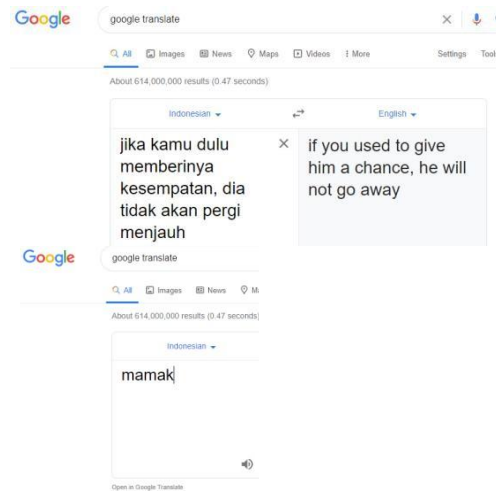 Google google translate
All Images News Maps Videos More Settings Tool
About 614,000,000 results (0.47 seconds)
Indonesian English
jika kamu dulu
memberinya
kesempatan, dia
tidak akan pergi
menjauh
if you used to give
him a chance, he will
not go away
Google google translate
All Images News M
About 614,000,000 results (0.47 seconds)
Indonesian
mamak
Open in Google Translate